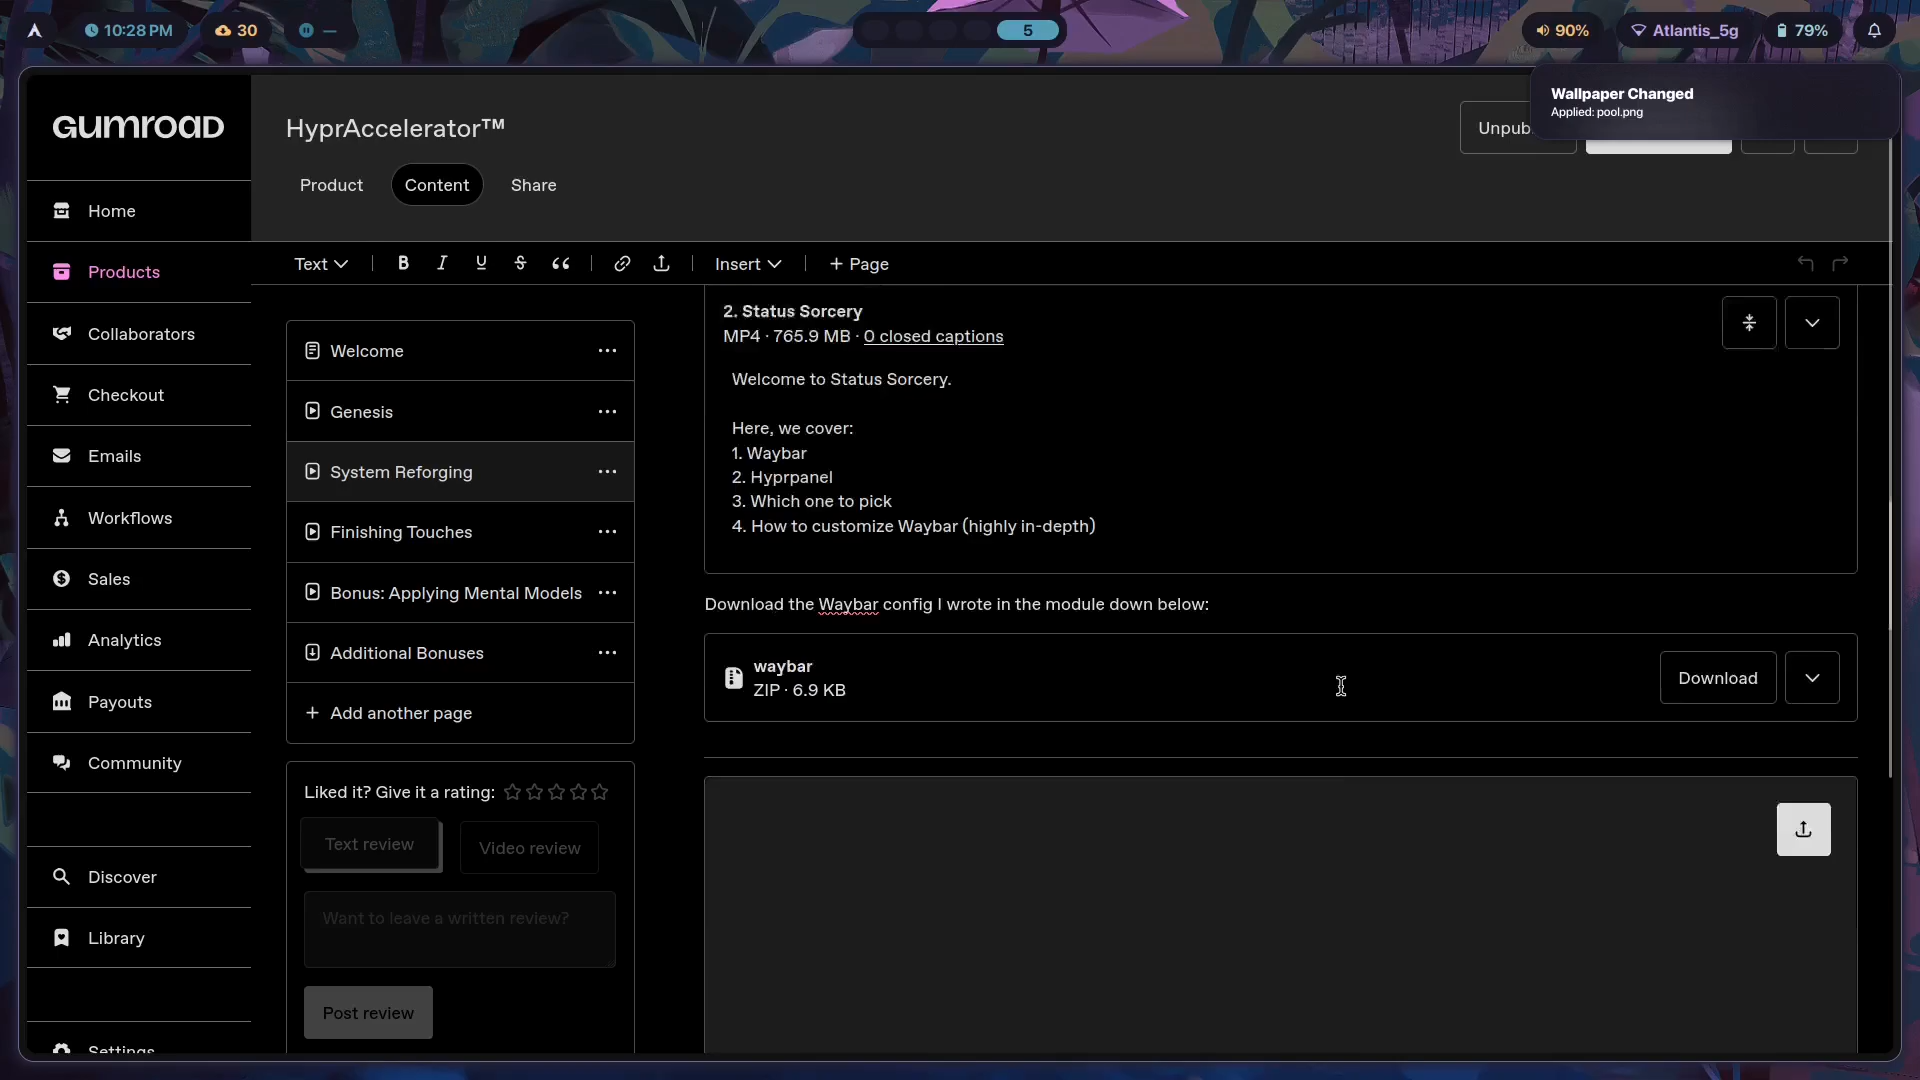 10:28 PM
30
5
90%
Atlantis_5g
79%
Wallpaper Changed
Applied: pool.png
GUMROAD
HyprAccelerator™
Product
Content
Share
Home
Products
Collaborators
Checkout
Emails
Workflows
Sales
Analytics
Payouts
Community
Discover
Library
Settings
Text
B
I
U
S
Insert
+ Page
Welcome
Genesis
System Reforging
Finishing Touches
Bonus: Applying Mental Models
Additional Bonuses
+ Add another page
Liked it? Give it a rating:
Text review
Video review
Want to leave a written review?
Post review
2. Status Sorcery
MP4 · 765.9 MB · 0 closed captions
Welcome to Status Sorcery.
Here, we cover:
1. Waybar
2. Hyprpanel
3. Which one to pick
4. How to customize Waybar (highly in-depth)
Download the Waybar config I wrote in the module down below:
waybar
ZIP · 6.9 KB
Download